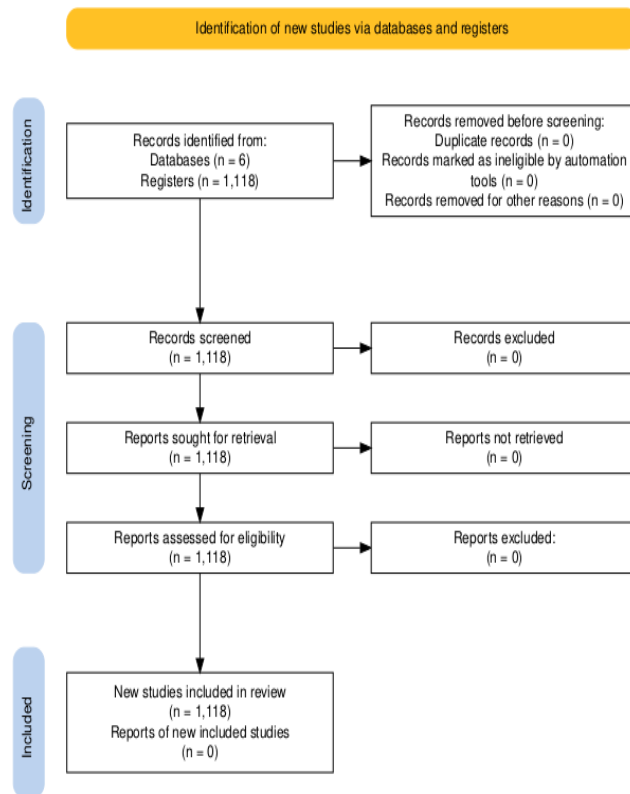 Identification of new studies via databases and registers
Identification
Records identified from:
Databases (n = 6)
Registers (n = 1,118)
Records removed before screening:
Duplicate records (n = 0)
Records marked as ineligible by automation
tools (n = 0)
Records removed for other reasons (n = 0)
Screening
Records screened
(n = 1,118)
Records excluded
(n = 0)
Reports sought for retrieval
(n = 1,118)
Reports not retrieved
(n = 0)
Reports assessed for eligibility
(n = 1,118)
Reports excluded:
(n = 0)
Included
New studies included in review
(n = 1,118)
Reports of new included studies
(n = 0)